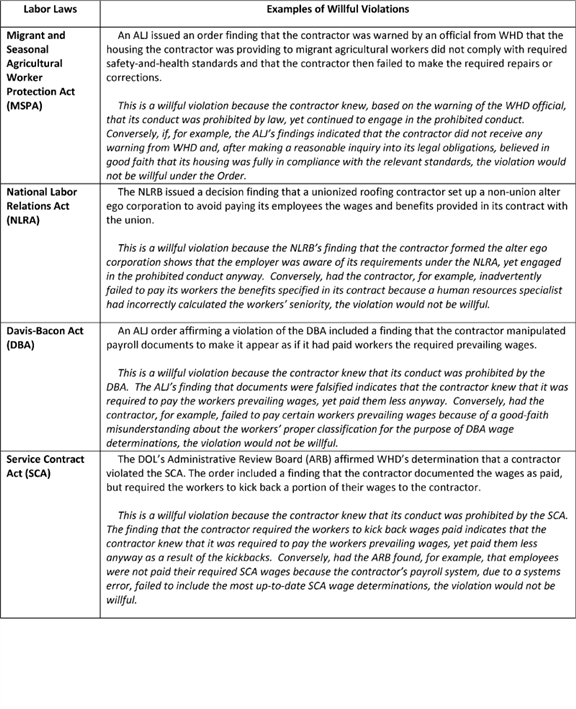 Labor Laws
Examples of Willful Violations
Migrant and
Seasonal
Agricultural
Worker
Protection Act
(MSPA)
An ALJ issued an order finding that the contractor was warned by an official from WHD that the
housing the contractor was providing to migrant agricultural workers did not comply with required
safety-and-health standards and that the contractor then failed to make the required repairs or
corrections.
This is a willful violation because the contractor knew, based on the warning of the WHD official,
that its conduct was prohibited by law, yet continued to engage in the prohibited conduct.
Conversely, if, for example, the ALJ's findings indicated that the contractor did not receive any
warning from WHD and, after making a reasonable inquiry into its legal obligations, believed in
good faith that its housing was fully in compliance with the relevant standards, the violation would
not be willful under the Order.
National Labor
Relations Act
(NLRA)
The NLRB issued a decision finding that a unionized roofing contractor set up a non-union alter
ego corporation to avoid paying its employees the wages and benefits provided in its contract with
the union.
This is a willful violation because the NLRB's finding that the contractor formed the alter ego
corporation shows that the employer was aware of its requirements under the NLRA, yet engaged
in the prohibited conduct anyway. Conversely, had the contractor, for example, inadvertently
failed to pay its workers the benefits specified in its contract because a human resources specialist
had incorrectly calculated the workers' seniority, the violation would not be willful.
Davis-Bacon Act
(DBA)
An ALJ order affirming a violation of the DBA included a finding that the contractor manipulated
payroll documents to make it appear as if it had paid workers the required prevailing wages.
This is a willful violation because the contractor knew that its conduct was prohibited by the
DBA. The ALJ's finding that documents were falsified indicates that the contractor knew that it was
required to pay the workers prevailing wages, yet paid them less anyway. Conversely, had the
contractor, for example, failed to pay certain workers prevailing wages because of a good-faith
misunderstanding about the workers' proper classification for the purpose of DBA wage
determinations, the violation would not be willful.
Service Contract
Act (SCA)
The DOL's Administrative Review Board (ARB) affirmed WHD's determination that a contractor
violated the SCA. The order included a finding that the contractor documented the wages as paid,
but required the workers to kick back a portion of their wages to the contractor.
This is a willful violation because the contractor knew that its conduct was prohibited by the SCA.
The finding that the contractor required the workers to kick back wages paid indicates that the
contractor knew that it was required to pay the workers prevailing wages, yet paid them less
anyway as a result of the kickbacks. Conversely, had the ARB found, for example, that employees
were not paid their required SCA wages because the contractor's payroll system, due to a systems
error, failed to include the most up-to-date SCA wage determinations, the violation would not be
willful.